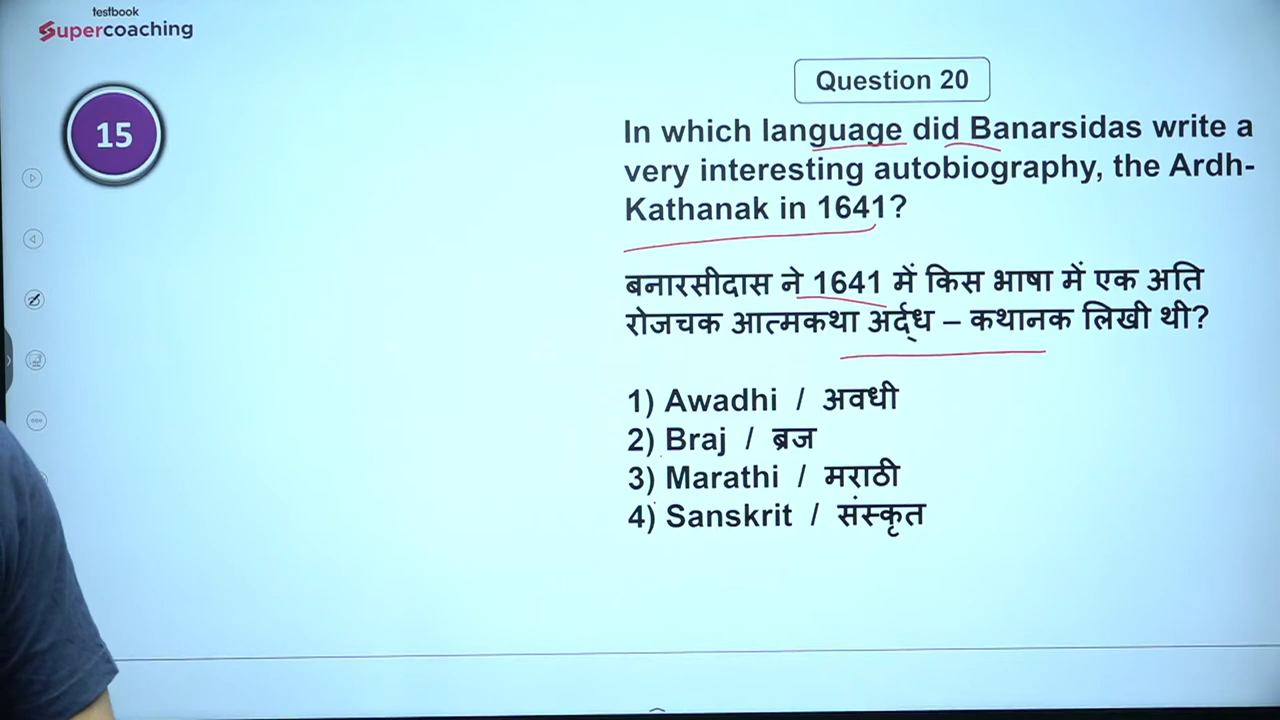 testbook
Supercoaching
15
Question 20
In which language did Banarsidas write a
very interesting autobiography, the Ardh-
Kathanak in 1641?
बनारसीदास ने 1641 में किस भाषा में एक अति
रोजचक आत्मकथा अर्द्ध – कथानक लिखी थी?
1) Awadhi / अवधी
2) Braj / ब्रज
3) Marathi / मराठी
4) Sanskrit / संस्कृत